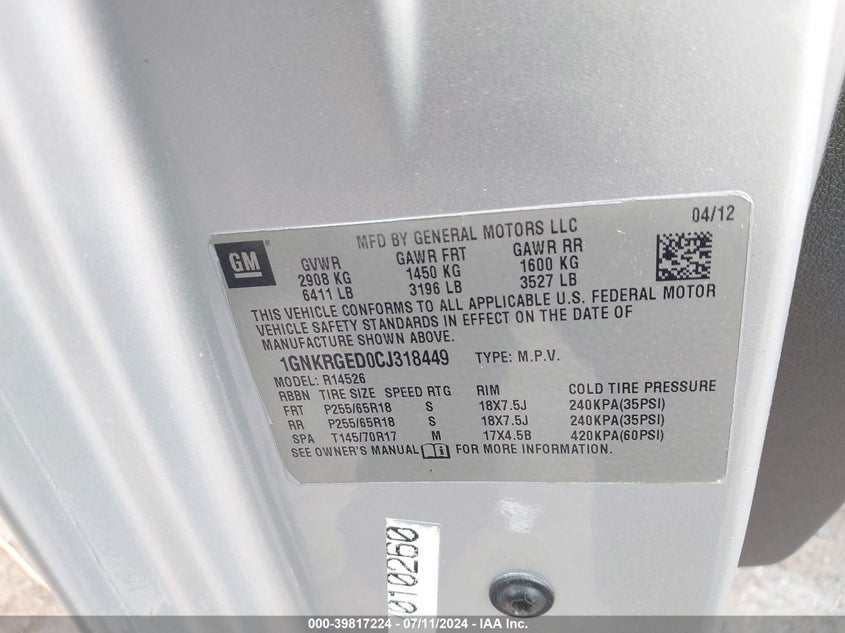 04/12
GM
MFD BY GENERAL MOTORS LLC
GVWR GAWR FRT GAWR RR
2908 KG 1450 KG 1600 KG
6411 LB 3196 LB 3527 LB
THIS VEHICLE CONFORMS TO ALL APPLICABLE U.S. FEDERAL MOTOR
VEHICLE SAFETY STANDARDS IN EFFECT ON THE DATE OF
MANUFACTURE SHOWN ABOVE.
1GNKRGED0CJ318449 TYPE: M.P.V.
MODEL: R14526
RBBN TIRE SIZE SPEED RTG RIM COLD TIRE PRESSURE
FRT P255/65R18 S 18X7.5J 240KPA(35PSI)
RR P255/65R18 S 18X7.5J 240KPA(35PSI)
SPA T145/70R17 M 17X4.5B 420KPA(60PSI)
SEE OWNER'S MANUAL i FOR MORE INFORMATION.
010260
000-39817224 - 07/11/2024 - IAA Inc.